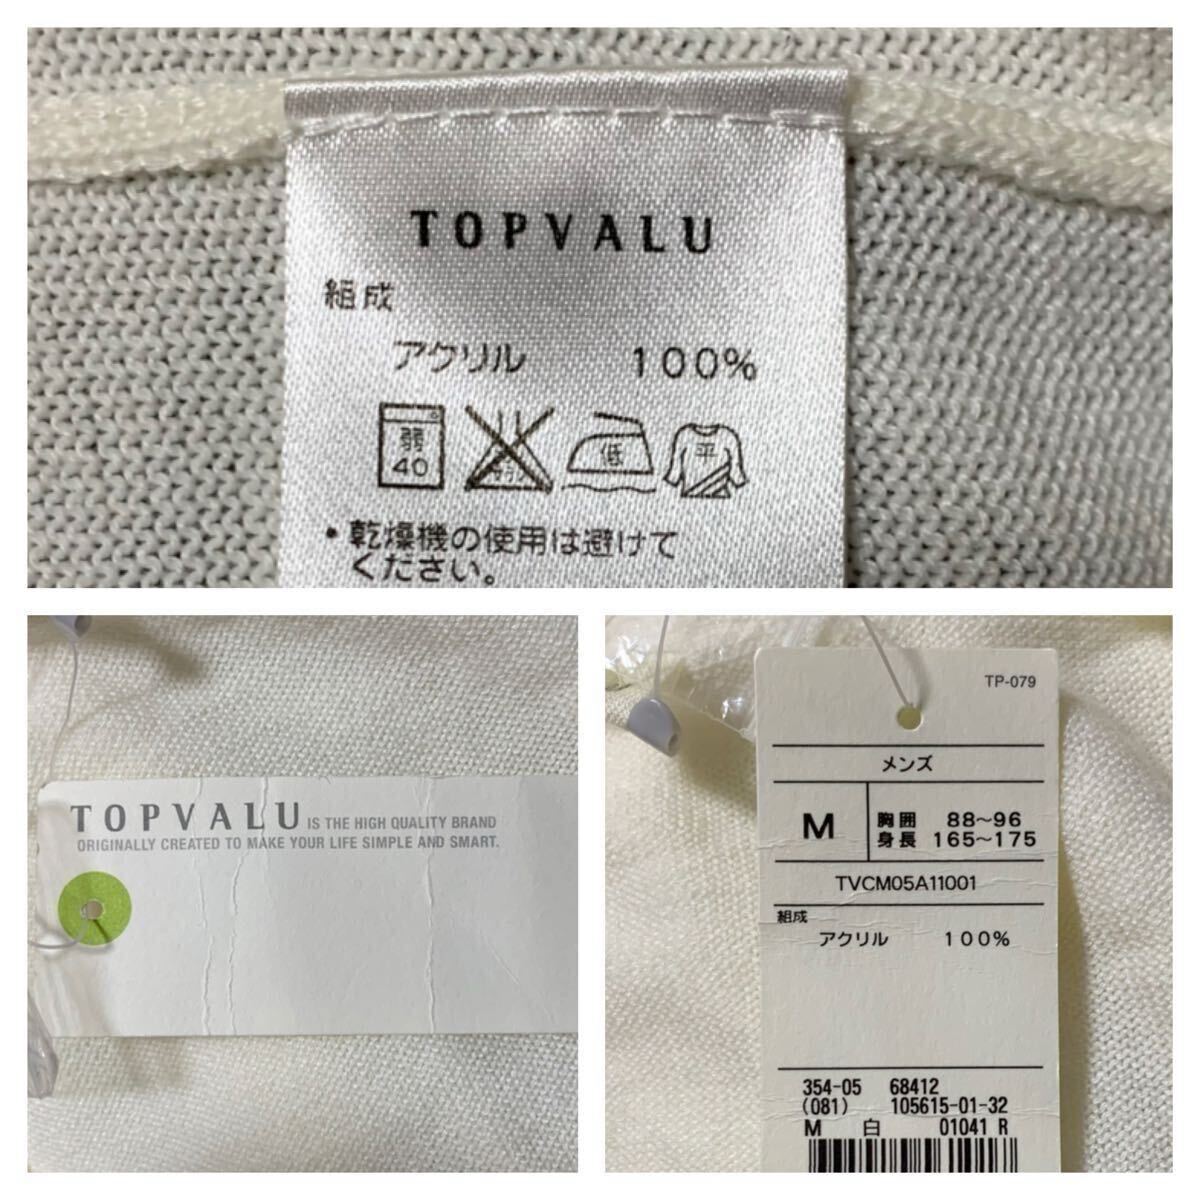 TOPVALU
組成
アクリル 100%
弱 40
低 平
・乾燥機の使用は避けて
ください。
TOPVALU IS THE HIGH QUALITY BRAND
ORIGINALLY CREATED TO MAKE YOUR LIFE SIMPLE AND SMART.
TP-079
メンズ
M 胸囲 88〜96
身長 165〜175
TVCM05A11001
組成
アクリル 100%
354-05 68412
(081) 105615-01-32
M 白 01041 R